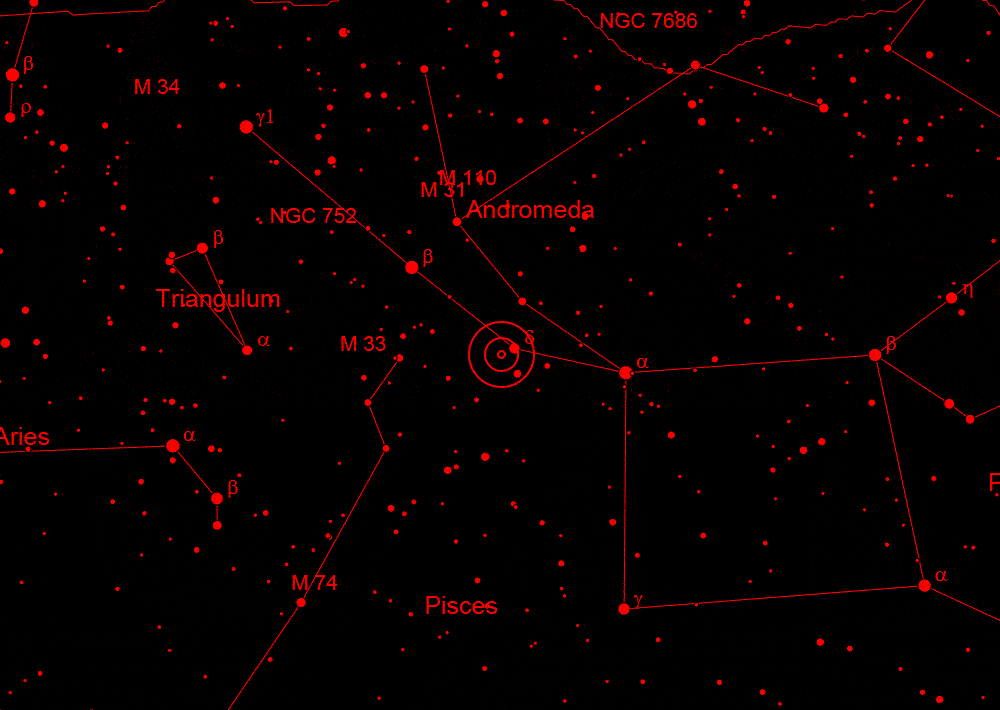 NGC 7686
β
M 34
ρ
γ1
M 110
M 31
Andromeda
NGC 752
β
β
η
Triangulum
α
M 33
δ
α
β
Aries
α
β
P
M 74
α
Pisces
γ